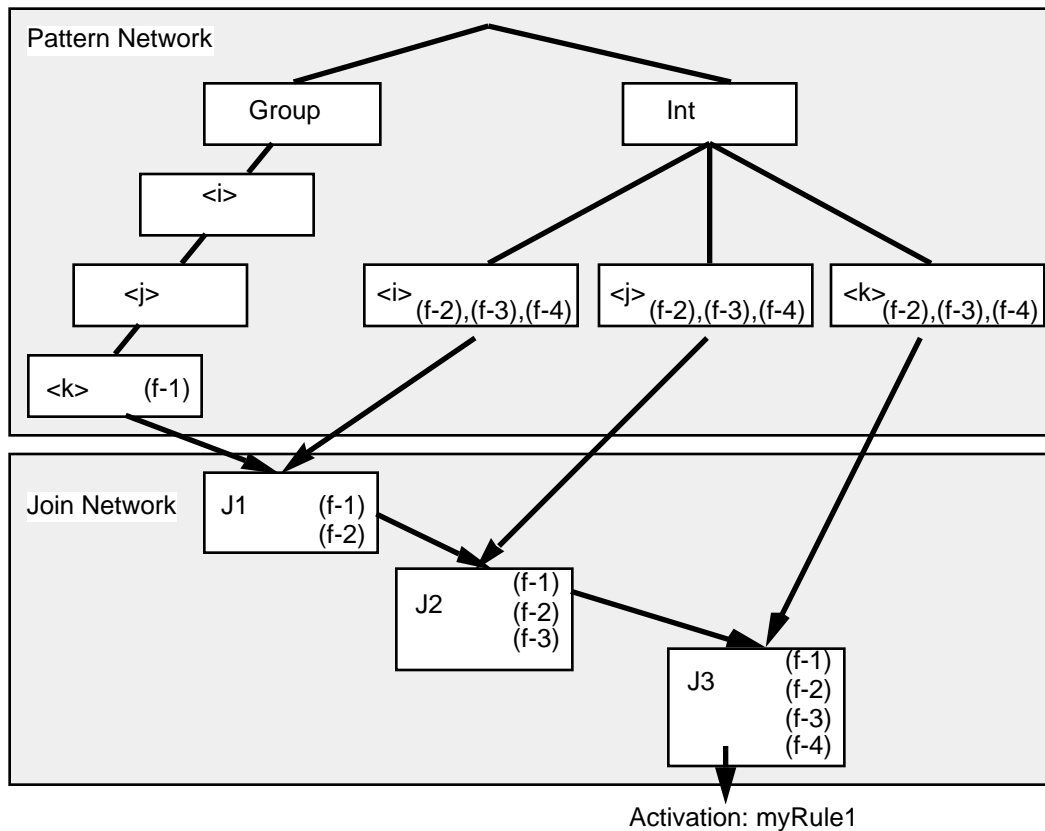 Pattern Network
Group
Int
<i>
<j>
<k> (f-1)
<i> (f-2),(f-3),(f-4)
<j> (f-2),(f-3),(f-4)
<k> (f-2),(f-3),(f-4)
Join Network
J1 (f-1)
(f-2)
J2 (f-1)
(f-2)
(f-3)
J3 (f-1)
(f-2)
(f-3)
(f-4)
Activation: myRule1